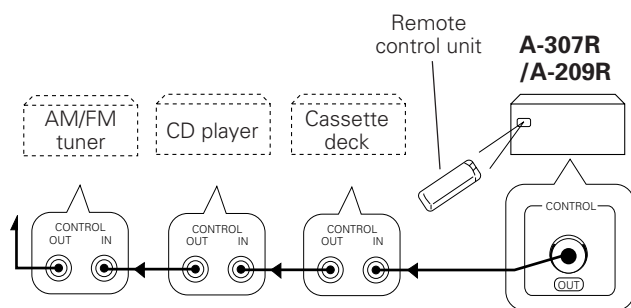 Remote
control unit
A-307R
/A-209R
AM/FM
tuner
CD player
Cassette
deck
CONTROL
OUT IN
CONTROL
OUT IN
CONTROL
OUT IN
CONTROL
OUT